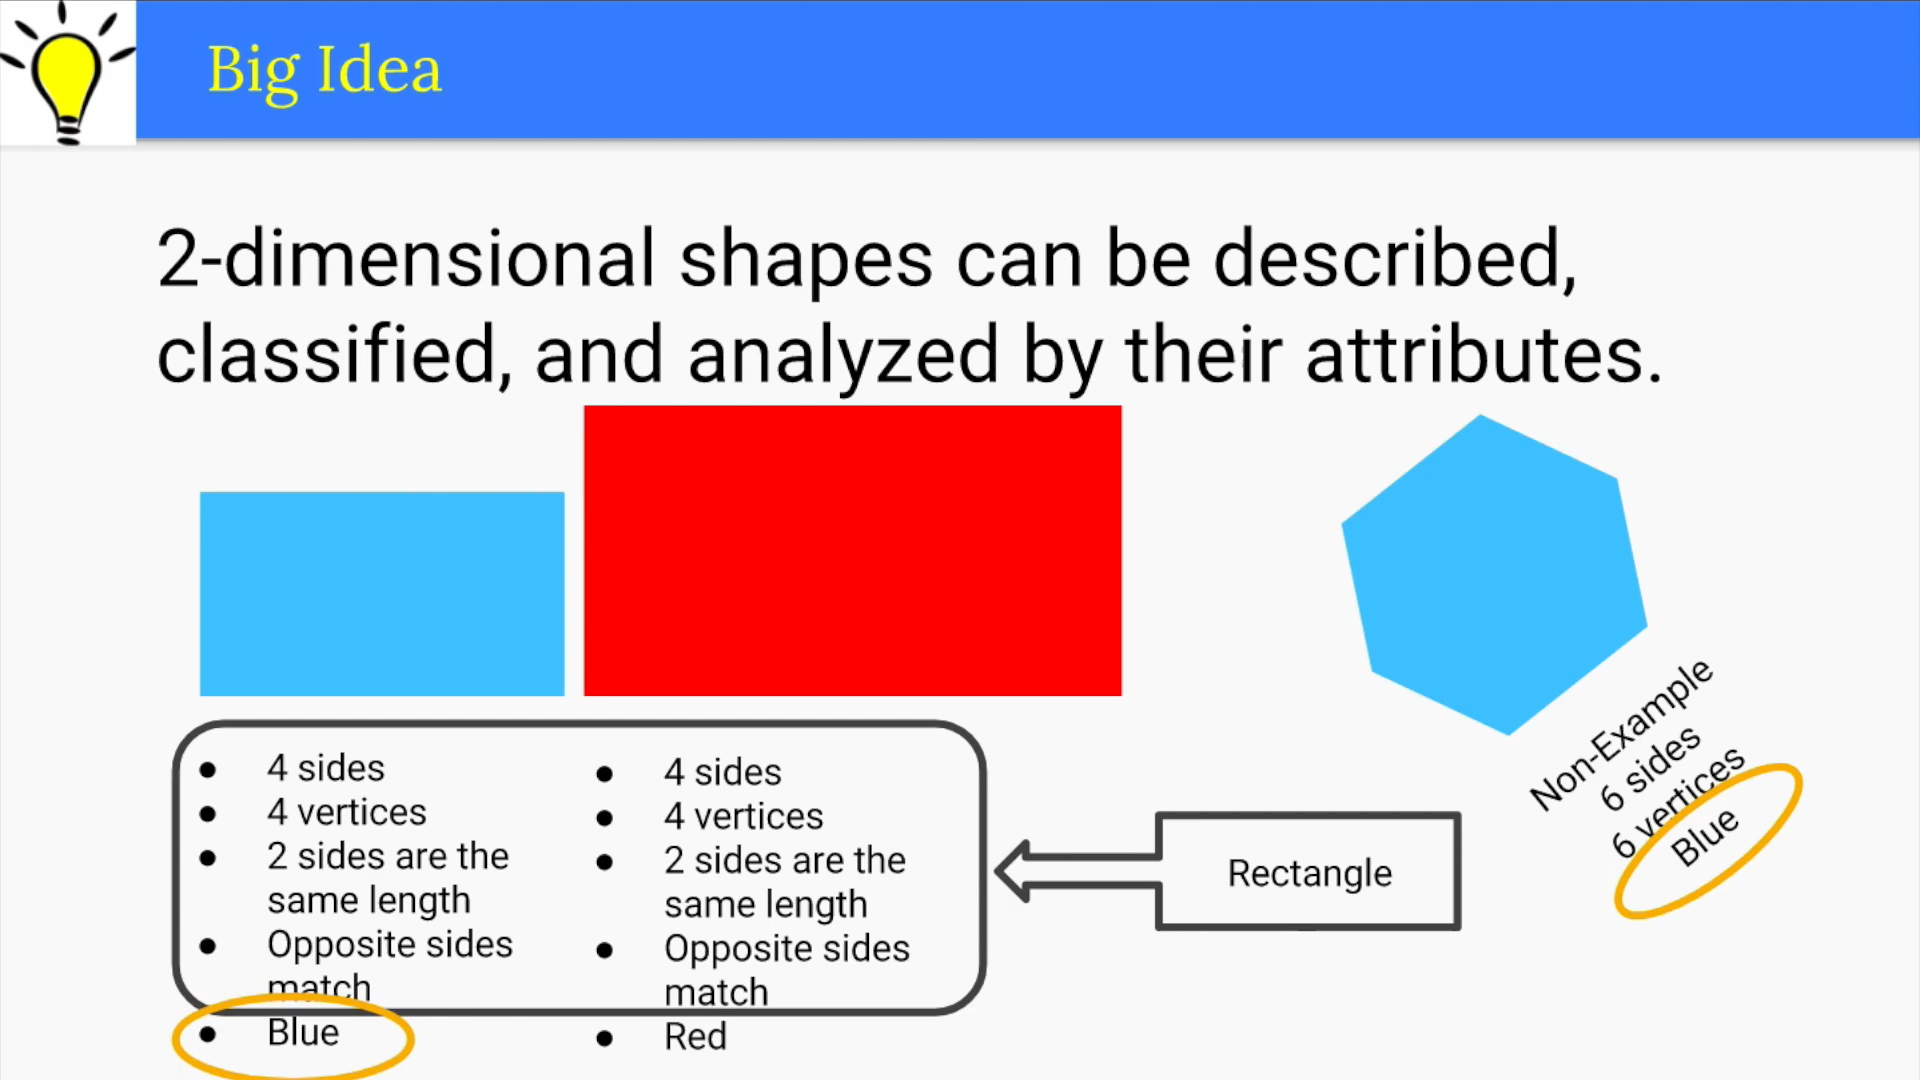 Big Idea
2-dimensional shapes can be described,
classified, and analyzed by their attributes.
4 sides
4 vertices
2 sides are the
same length
Opposite sides
match
Blue
4 sides
4 vertices
2 sides are the
same length
Opposite sides
match
Red
Rectangle
Non-Example
6 sides
6 vertices
Blue